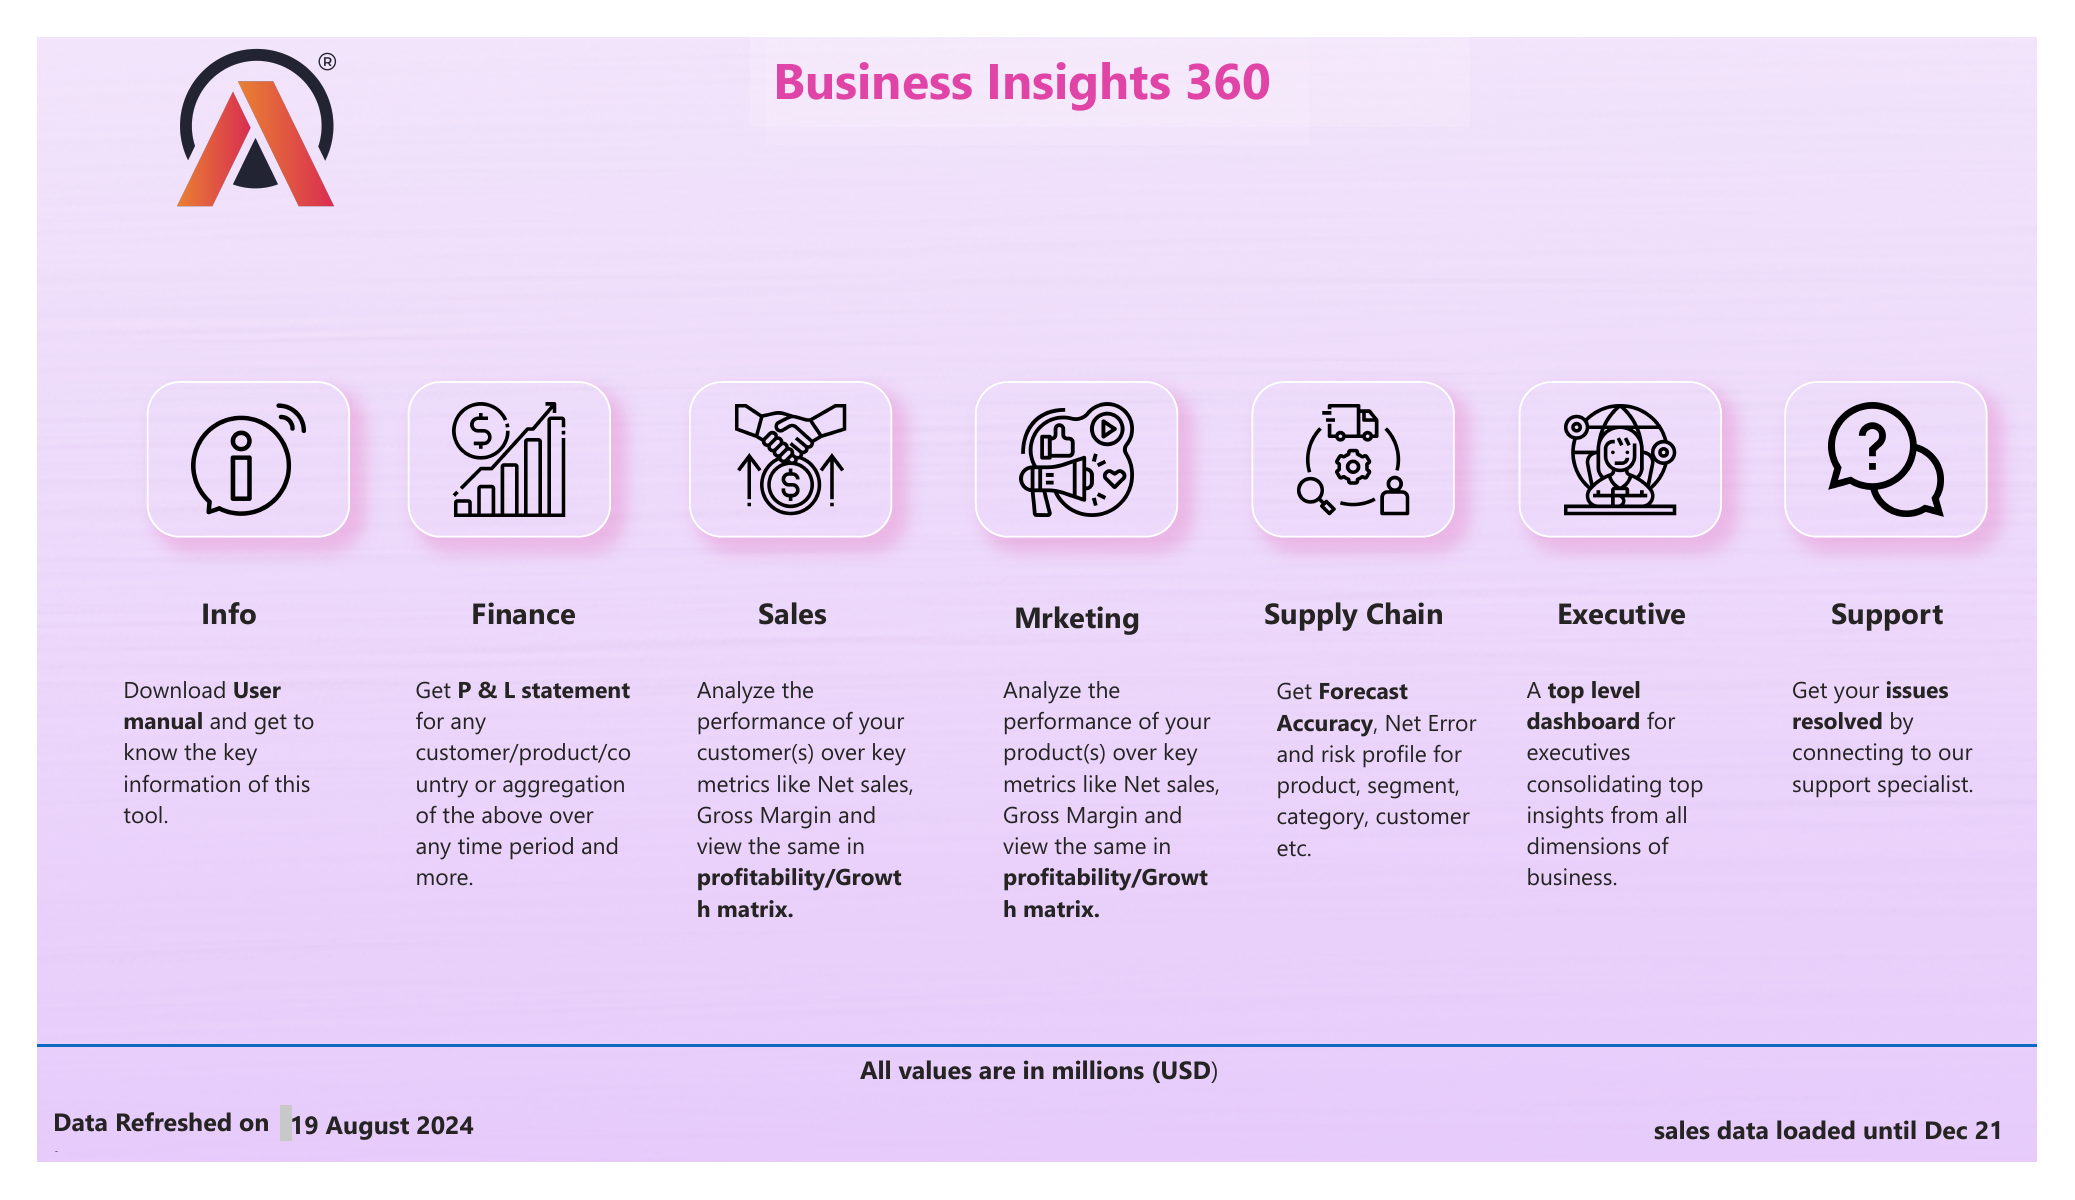 ®
Business Insights 360
Info
Finance
Sales
Mrketing
Supply Chain
Executive
Support
Download User
manual and get to
know the key
information of this
tool.
Get P & L statement
for any
customer/product/co
untry or aggregation
of the above over
any time period and
more.
Analyze the
performance of your
customer(s) over key
metrics like Net sales,
Gross Margin and
view the same in
profitability/Growt
h matrix.
Analyze the
performance of your
product(s) over key
metrics like Net sales,
Gross Margin and
view the same in
profitability/Growt
h matrix.
Get Forecast
Accuracy, Net Error
and risk profile for
product, segment,
category, customer
etc.
A top level
dashboard for
executives
consolidating top
insights from all
dimensions of
business.
Get your issues
resolved by
connecting to our
support specialist.
All values are in millions (USD)
Data Refreshed on 19 August 2024
sales data loaded until Dec 21